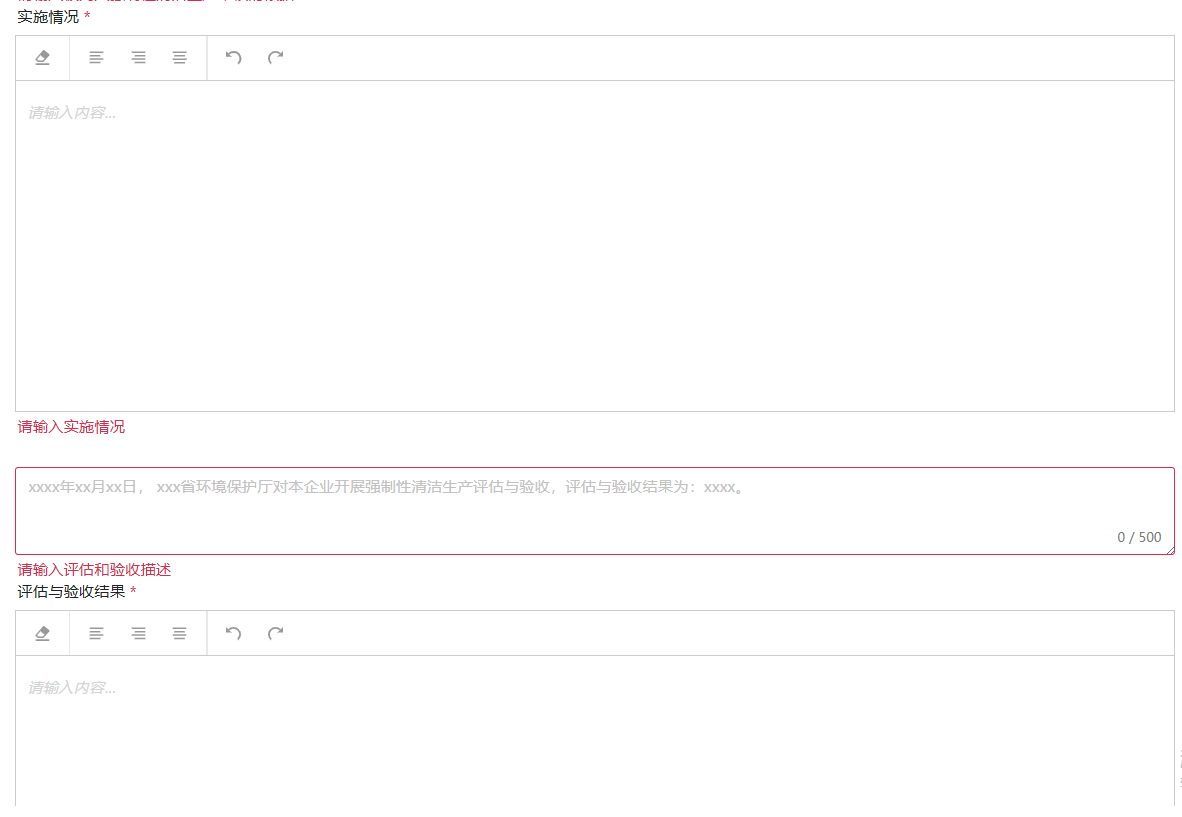 实施情况 *
请输入内容...
请输入实施情况
xxxx年xx月xx日， xxx省环境保护厅对本企业开展强制性清洁生产评估与验收，评估与验收结果为：xxxx。
0 / 500
请输入评估和验收描述
评估与验收结果 *
请输入内容...